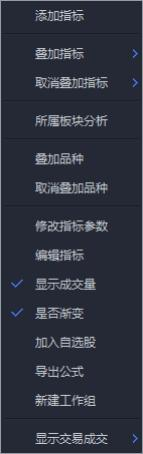 添加指标
叠加指标
取消叠加指标
所属板块分析
叠加品种
取消叠加品种
修改指标参数
编辑指标
显示成交量
是否渐变
加入自选股
导出公式
新建工作组
显示交易成交